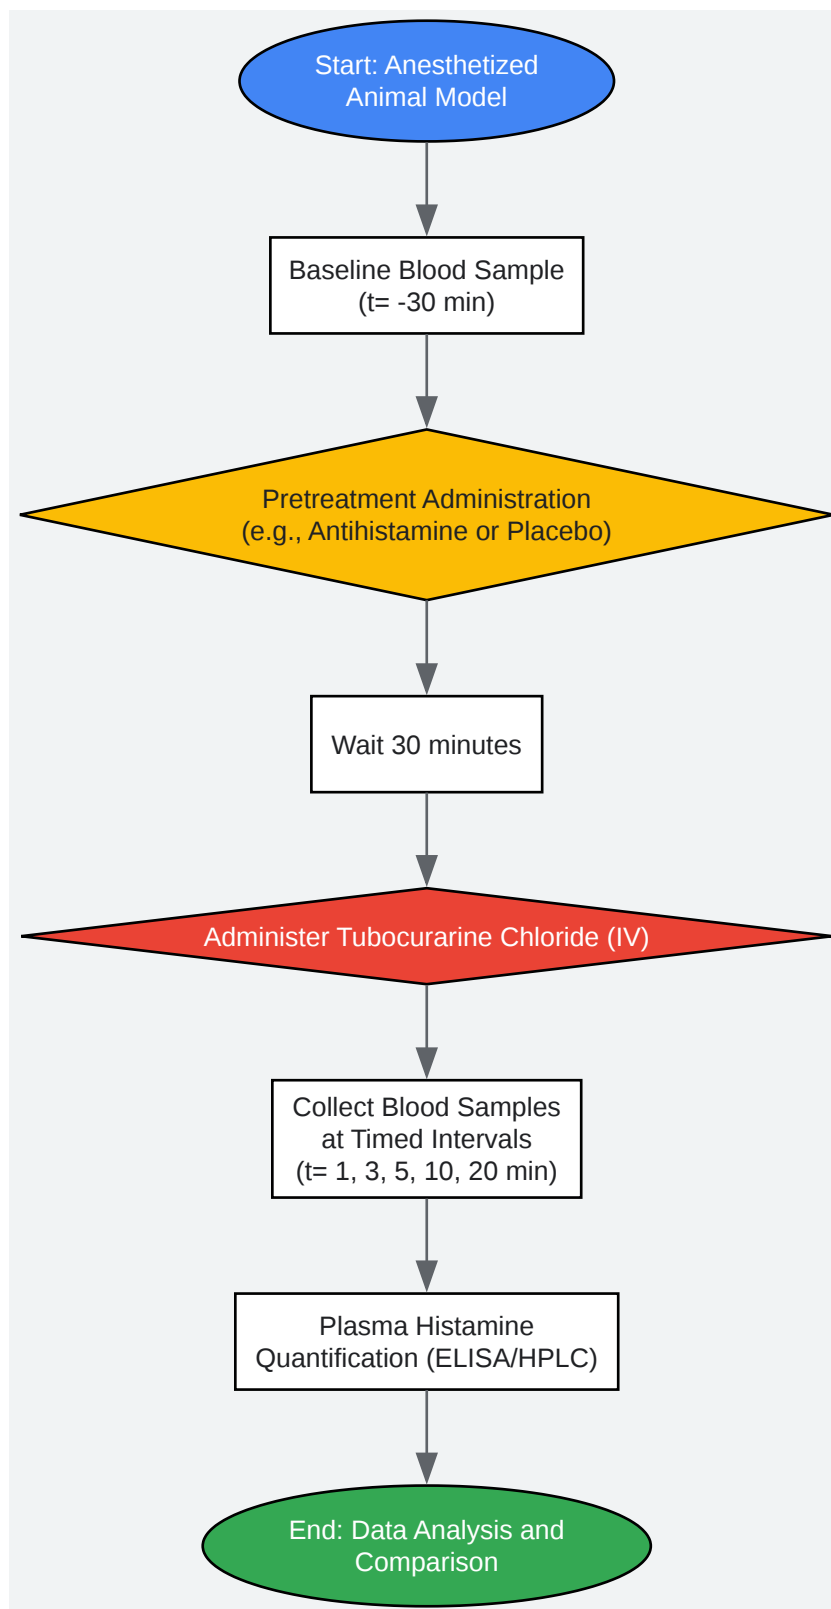 Start: Anesthetized
Animal Model
Baseline Blood Sample
(t= -30 min)
Pretreatment Administration
(e.g., Antihistamine or Placebo)
Wait 30 minutes
Administer Tubocurarine Chloride (IV)
Collect Blood Samples
at Timed Intervals
(t= 1, 3, 5, 10, 20 min)
Plasma Histamine
Quantification (ELISA/HPLC)
End: Data Analysis and
Comparison